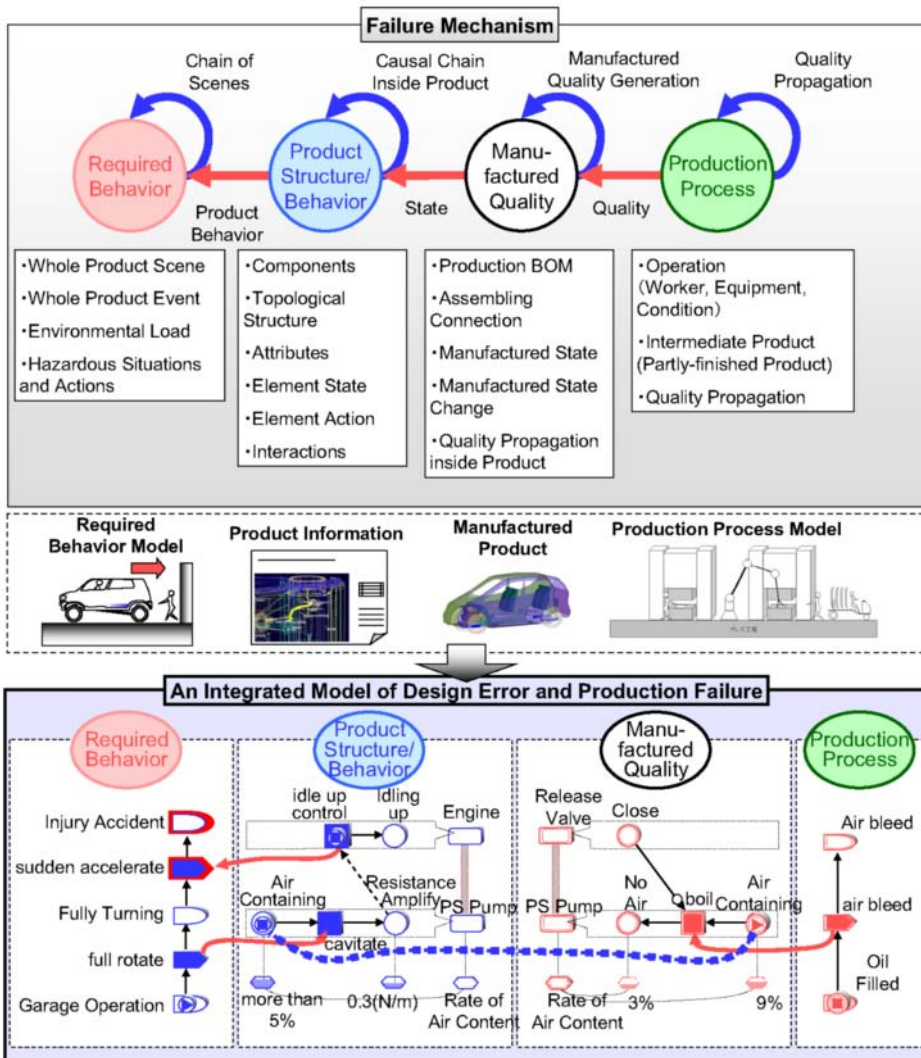 Failure Mechanism
Chain of
Scenes
Causal Chain
Inside Product
Manufactured
Quality Generation
Quality
Propagation
Required
Behavior
Product
Structure/
Behavior
Manu-
factured
Quality
Production
Process
Product
Behavior
State
Quality
・Whole Product Scene
・Whole Product Event
・Environmental Load
・Hazardous Situations
and Actions
・Components
・Topological
Structure
・Attributes
・Element State
・Element Action
・Interactions
・Production BOM
・Assembling
Connection
・Manufactured State
・Manufactured State
Change
・Quality Propagation
inside Product
・Operation
(Worker, Equipment,
Condition)
・Intermediate Product
(Partly-finished Product)
・Quality Propagation
Required
Behavior Model
Product Information
Manufactured
Product
Production Process Model
An Integrated Model of Design Error and Production Failure
Required
Behavior
Product
Structure/
Behavior
Manu-
factured
Quality
Production
Process
Injury Accident
sudden accelerate
Fully Turning
full rotate
Garage Operation
idle up
control
Idling
up
Engine
Air
Containing
Resistance
Amplify
PS Pump
cavitate
more than
5%
0.3(N/m)
Rate of
Air Content
Release
Valve
Close
PS Pump
No
Air
boil
Air
Containing
Rate of
Air Content
3%
9%
Air bleed
air bleed
Oil
Filled